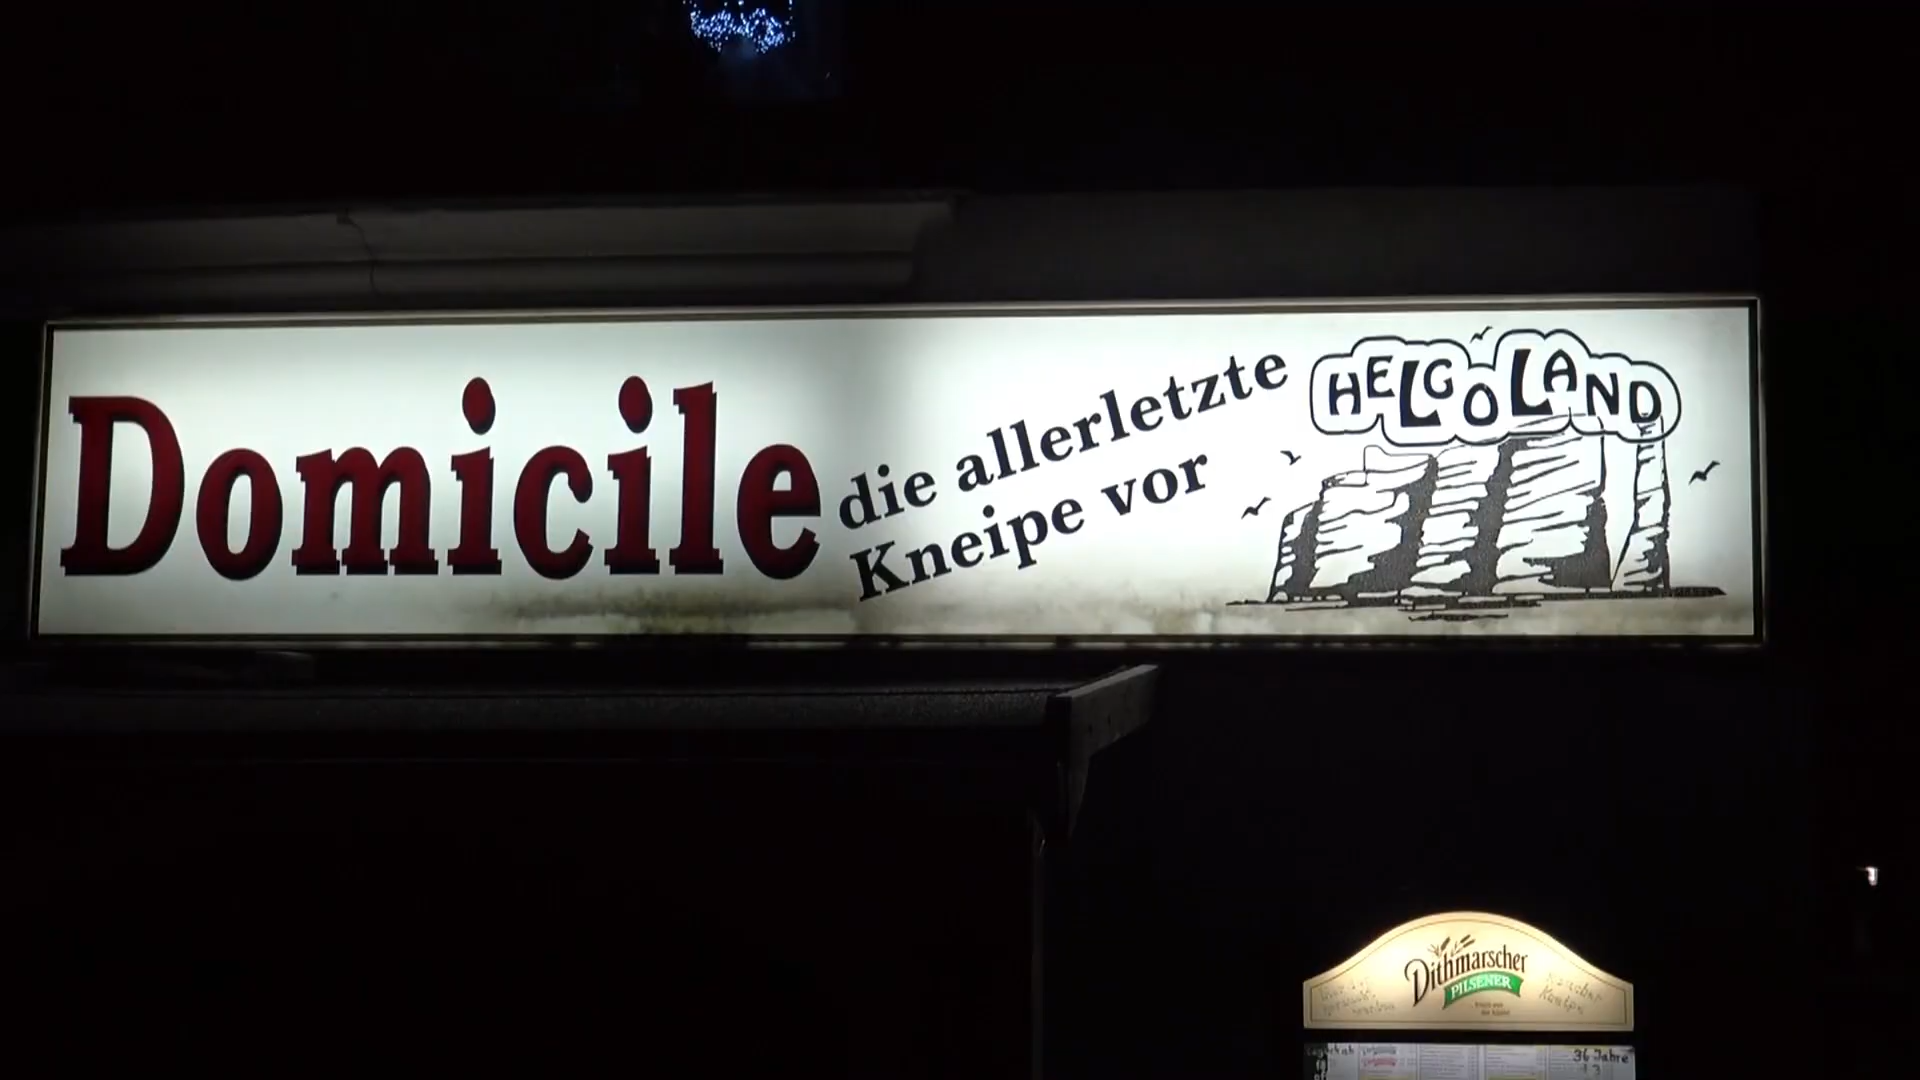 Domicile
die allerletzte
Kneipe vor
HELGOLAND
Dithmarscher
PILSENER
36 Jahre